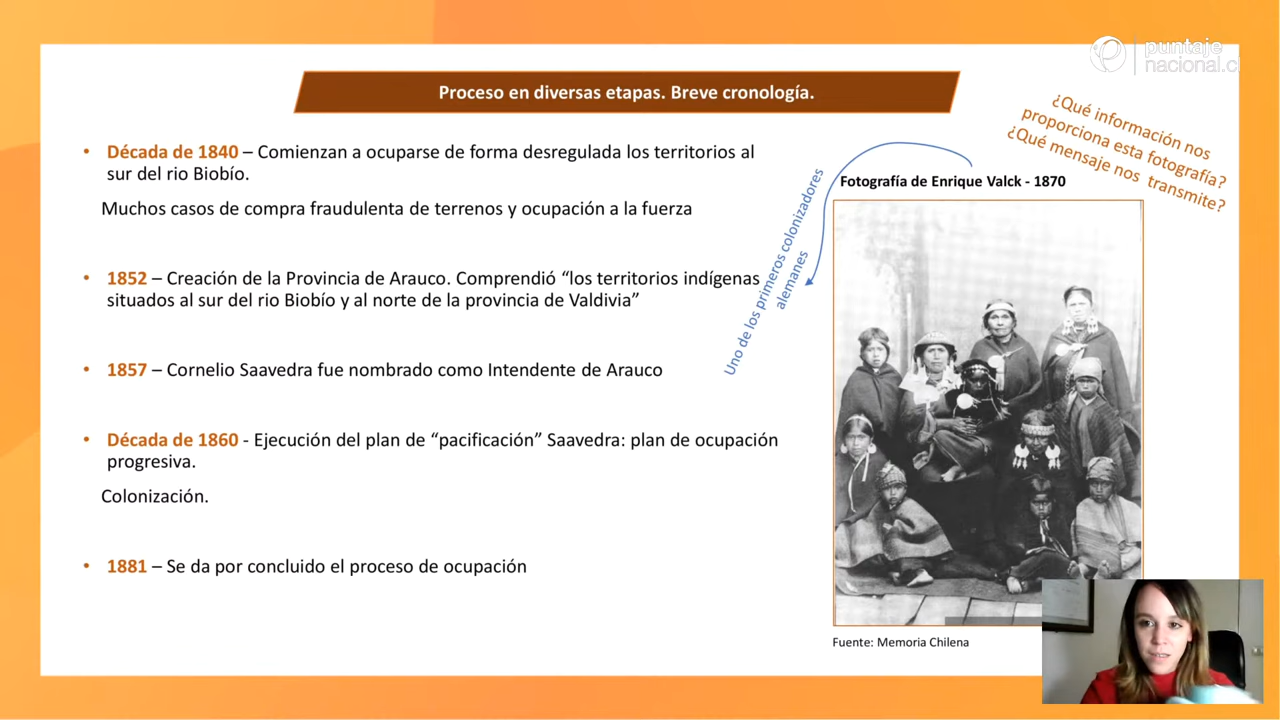 puntaje
nacional.cl
Proceso en diversas etapas. Breve cronología.
¿Qué información nos
proporciona esta fotografía?
¿Qué mensaje nos transmite?
• Década de 1840 – Comienzan a ocuparse de forma desregulada los territorios al
sur del rio Biobío.
Muchos casos de compra fraudulenta de terrenos y ocupación a la fuerza
• 1852 – Creación de la Provincia de Arauco. Comprendió “los territorios indígenas
situados al sur del rio Biobío y al norte de la provincia de Valdivia”
• 1857 – Cornelio Saavedra fue nombrado como Intendente de Arauco
• Década de 1860 - Ejecución del plan de “pacificación” Saavedra: plan de ocupación
progresiva.
Colonización.
• 1881 – Se da por concluido el proceso de ocupación
Uno de los primeros colonizadores
alemanes
Fotografía de Enrique Valck - 1870
Fuente: Memoria Chilena